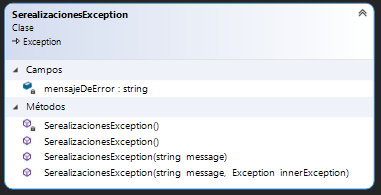 SerealizacionesException
Clase
Exception
Campos
mensajeDeError : string
Métodos
SerealizacionesException()
SerealizacionesException()
SerealizacionesException(string message)
SerealizacionesException(string message, Exception innerException)